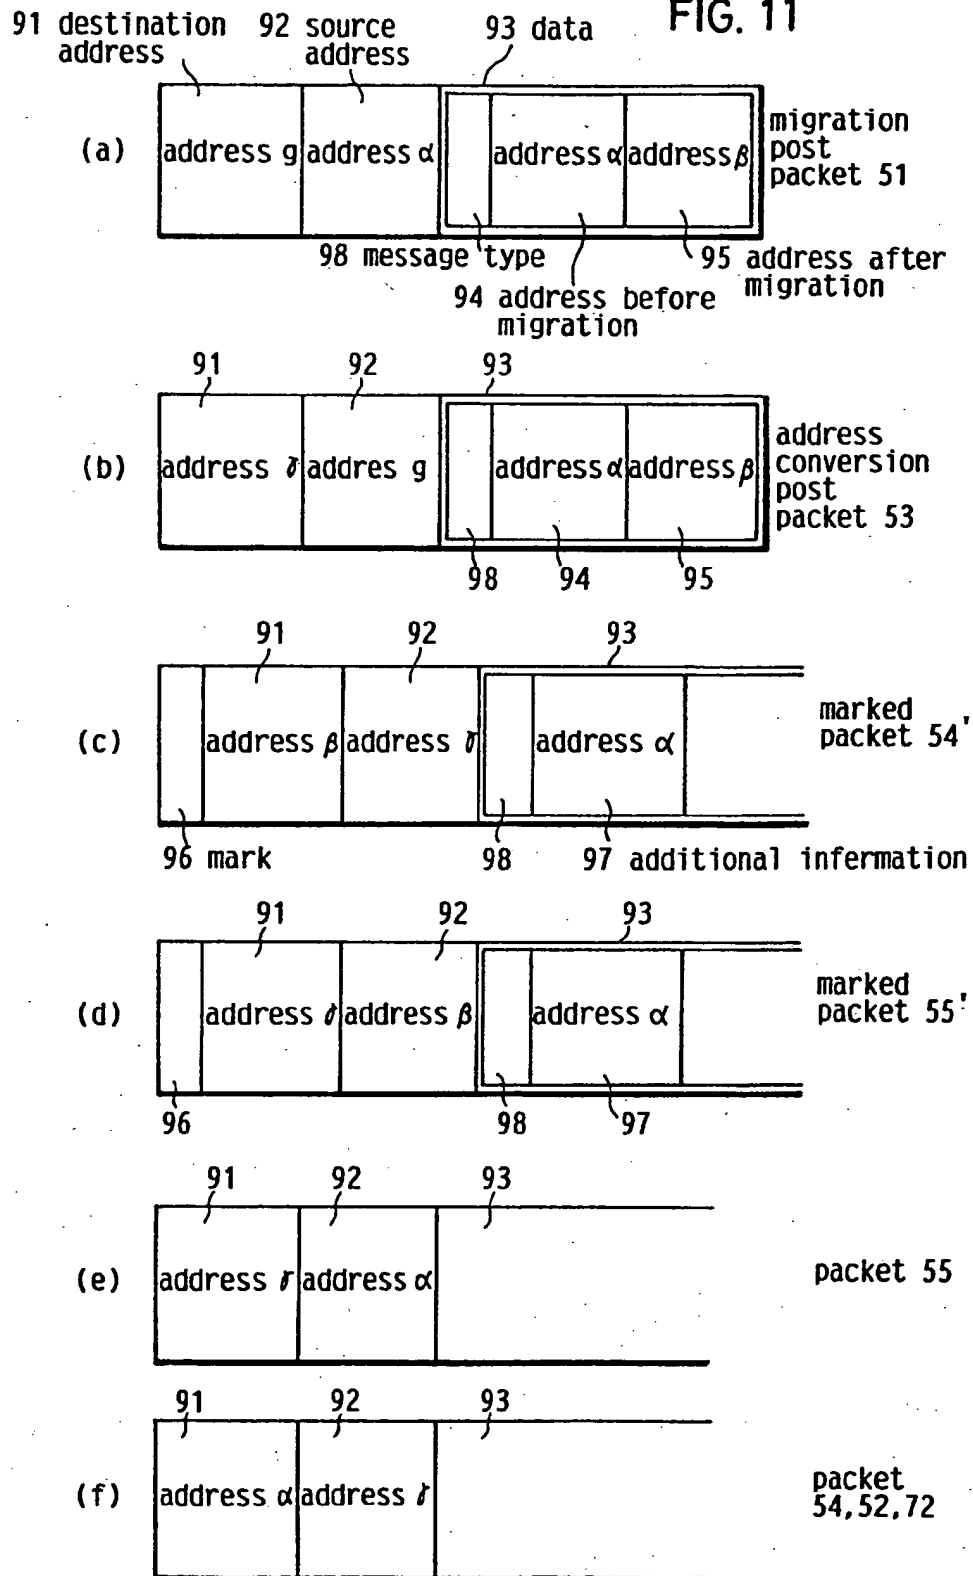 FIG. 11
91 destination address
92 source address
93 data
(a)
address g
address α
address α
address β
migration post packet 51
98 message type
94 address before migration
95 address after migration
91
92
93
(b)
address γ
addres g
address α
address β
address conversion post packet 53
98
94
95
91
92
93
(c)
address β
address γ
address α
marked packet 54'
96 mark
98
97 additional infermation
91
92
93
(d)
address γ
address β
address α
marked packet 55'
96
98
97
91
92
93
(e)
address γ
address α
packet 55
91
92
93
(f)
address α
address γ
packet 54,52,72